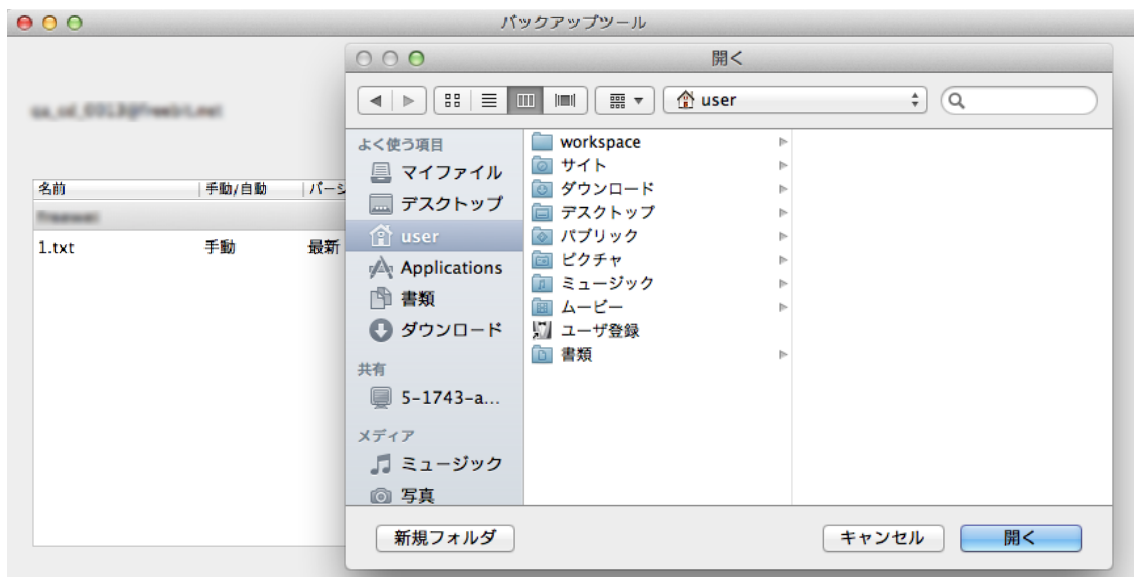 バックアップツール
開く
user
名前
手動/自動
バージ
1.txt
手動
最新
よく使う項目
マイファイル
デスクトップ
user
Applications
書類
ダウンロード
共有
5-1743-a...
メディア
ミュージック
写真
workspace
サイト
ダウンロード
デスクトップ
パブリック
ピクチャ
ミュージック
ムービー
ユーザ登録
書類
新規フォルダ
キャンセル
開く